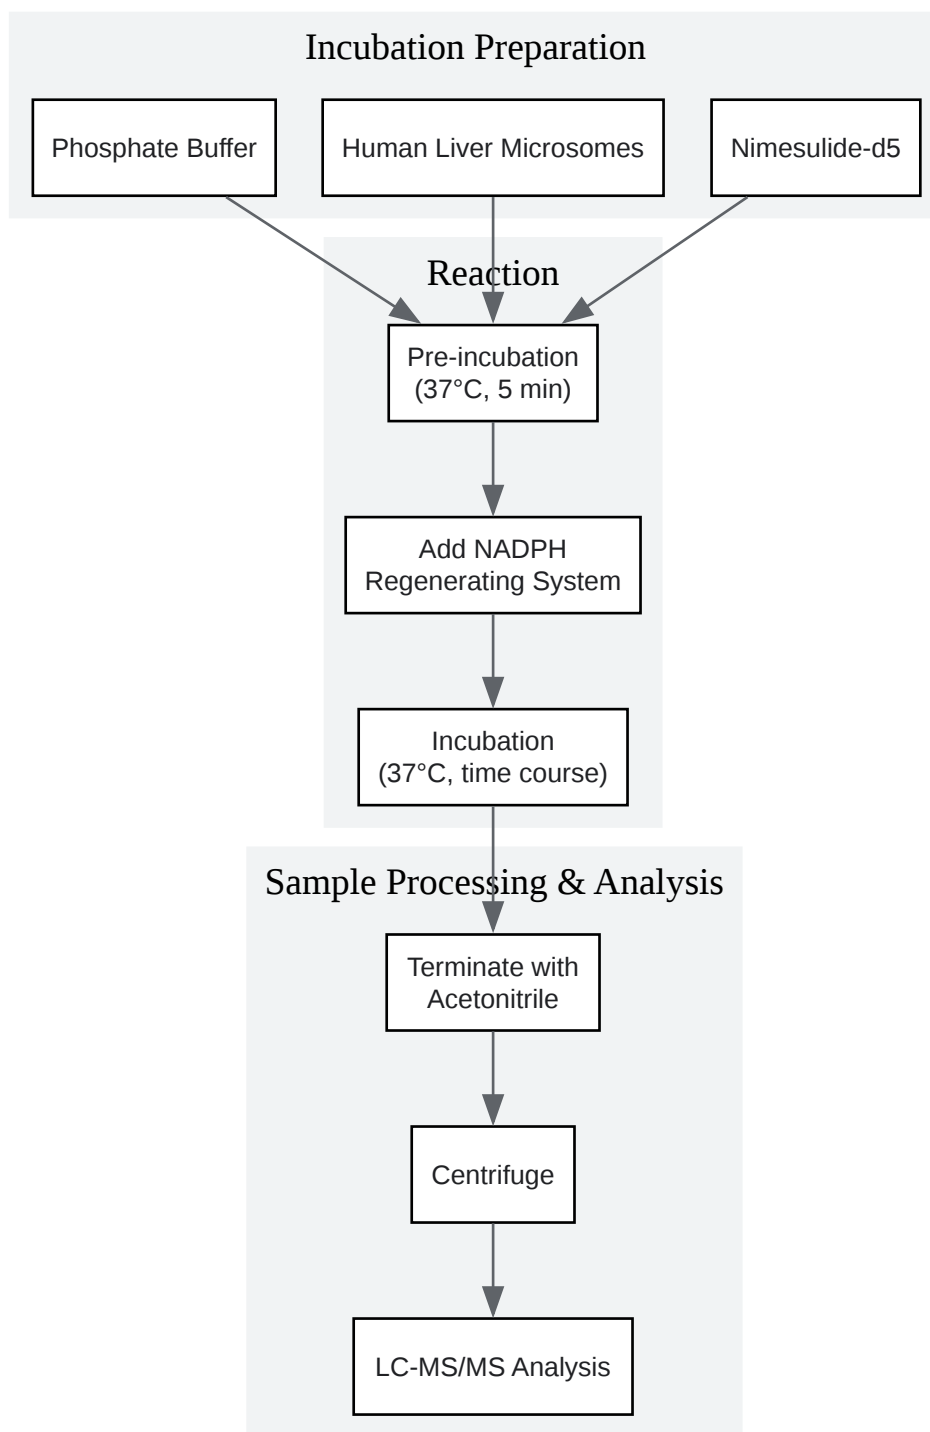 Incubation Preparation
Phosphate Buffer
Human Liver Microsomes
Nimesulide-d5
Reaction
Pre-incubation
(37°C, 5 min)
Add NADPH
Regenerating System
Incubation
(37°C, time course)
Sample Processing & Analysis
Terminate with
Acetonitrile
Centrifuge
LC-MS/MS Analysis